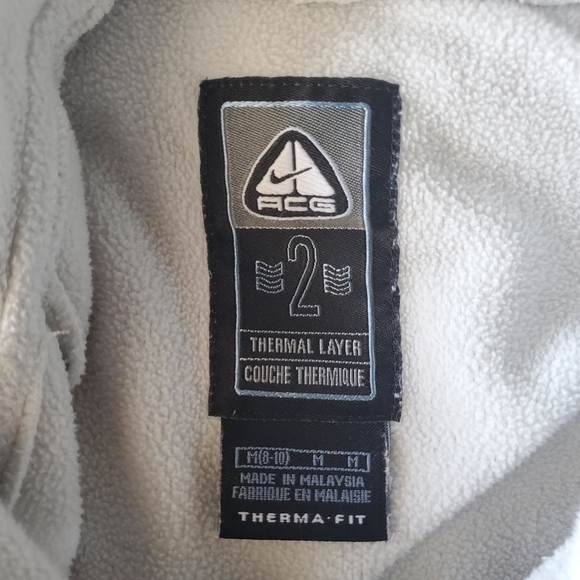 ACG
2
THERMAL LAYER
COUCHE THERMIQUE
M(8-10) M M
MADE IN MALAYSIA
FABRIQUE EN MALAISIE
THERMA-FIT